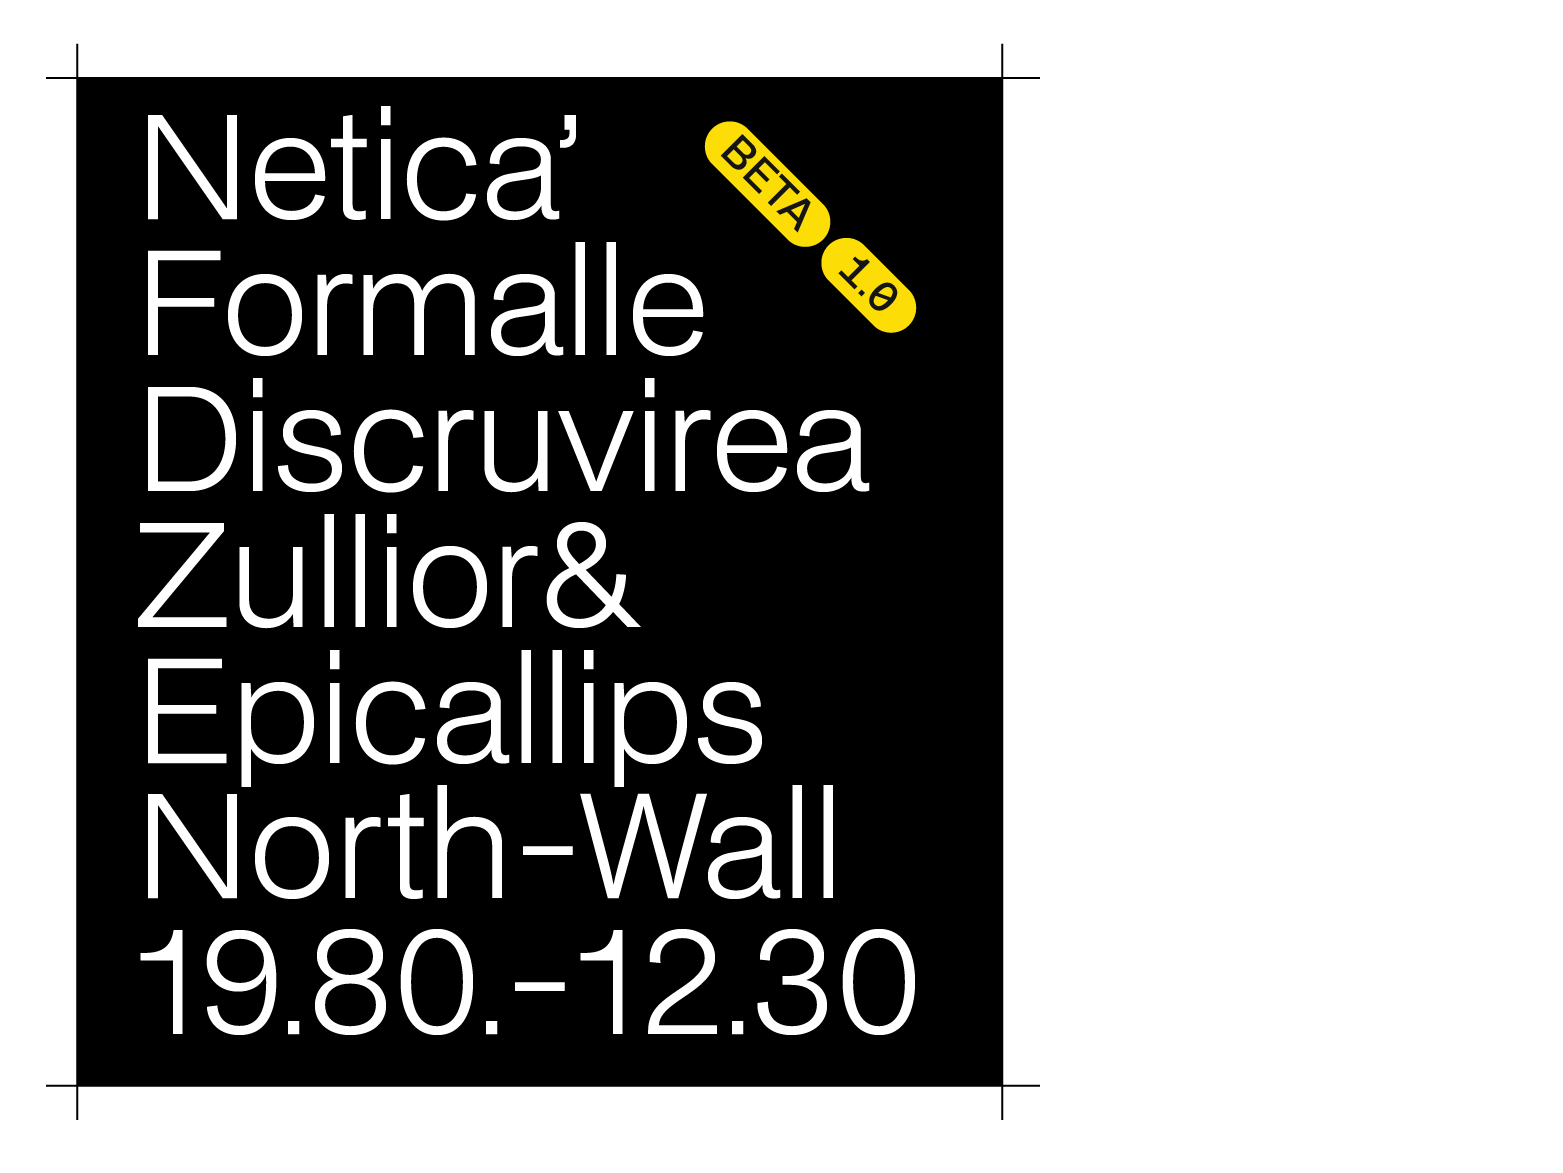 Netica’
BETA
1.0
Formalle
Discruvirea
Zullior&
Epicallips
North-Wall
19.80.-12.30